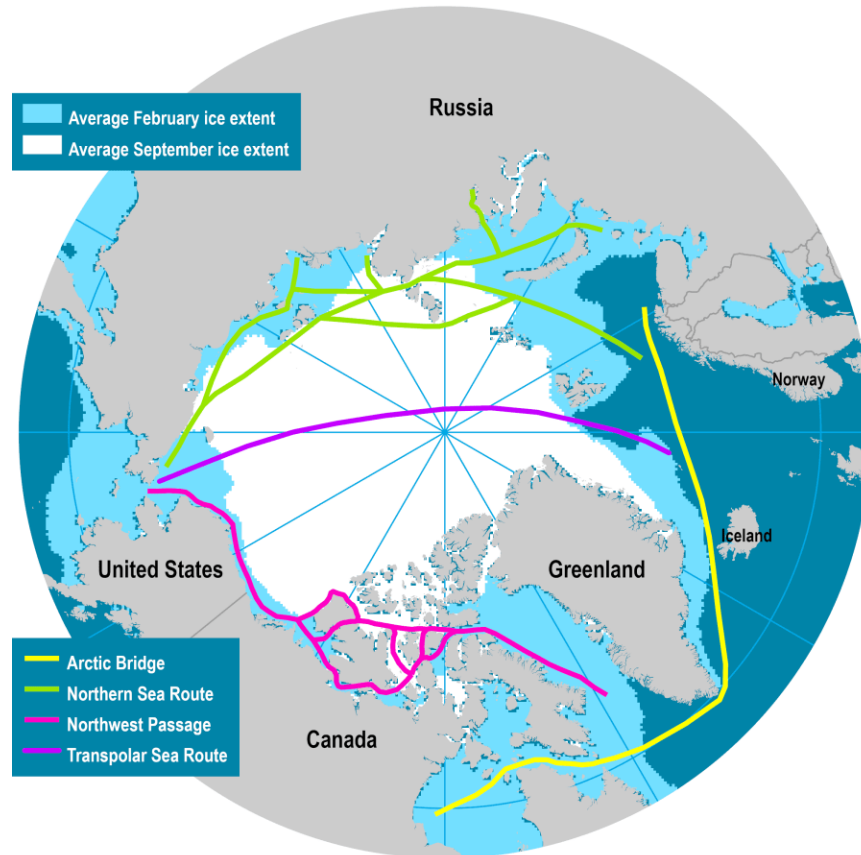 Russia
Average February ice extent
Average September ice extent
Norway
Iceland
United States
Greenland
Arctic Bridge
Northern Sea Route
Northwest Passage
Transpolar Sea Route
Canada